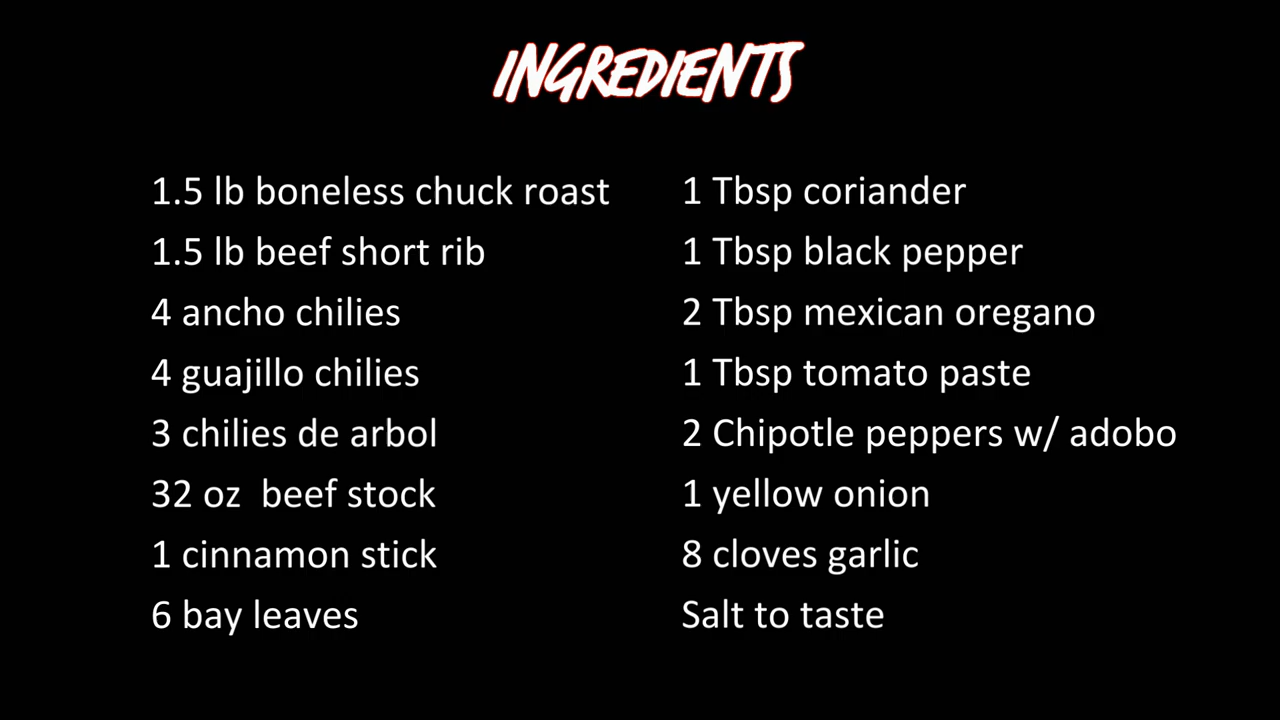 INGREDIENTS
1.5 lb boneless chuck roast
1.5 lb beef short rib
4 ancho chilies
4 guajillo chilies
3 chilies de arbol
32 oz  beef stock
1 cinnamon stick
6 bay leaves
1 Tbsp coriander
1 Tbsp black pepper
2 Tbsp mexican oregano
1 Tbsp tomato paste
2 Chipotle peppers w/ adobo
1 yellow onion
8 cloves garlic
Salt to taste